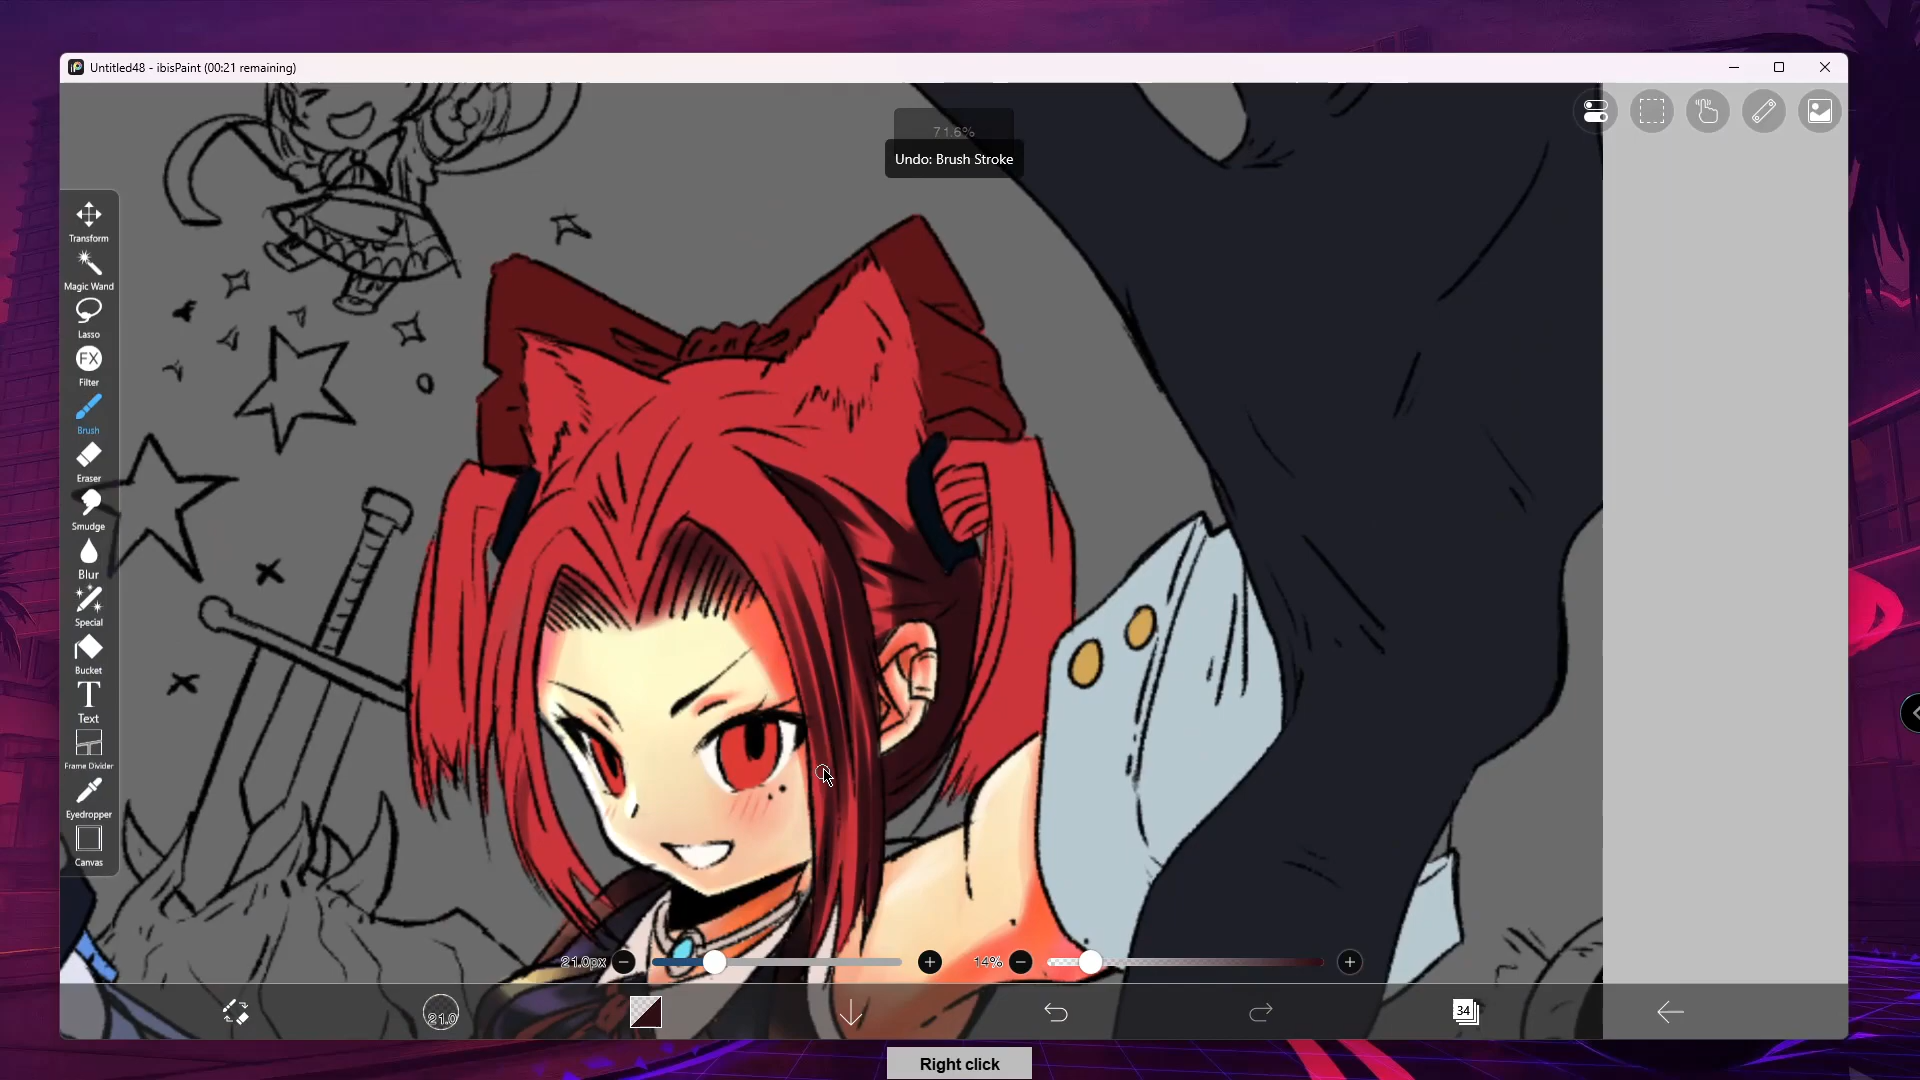 Untitled48 - ibisPaint (00:21 remaining)
71.6%
Undo: Brush Stroke
Transform
Magic Wand
Lasso
FX
Filter
Brush
Eraser
Smudge
Blur
Special
Bucket
T
Text
Frame Divider
Eyedropper
Canvas
21.0px
14%
21.0
34
Right click